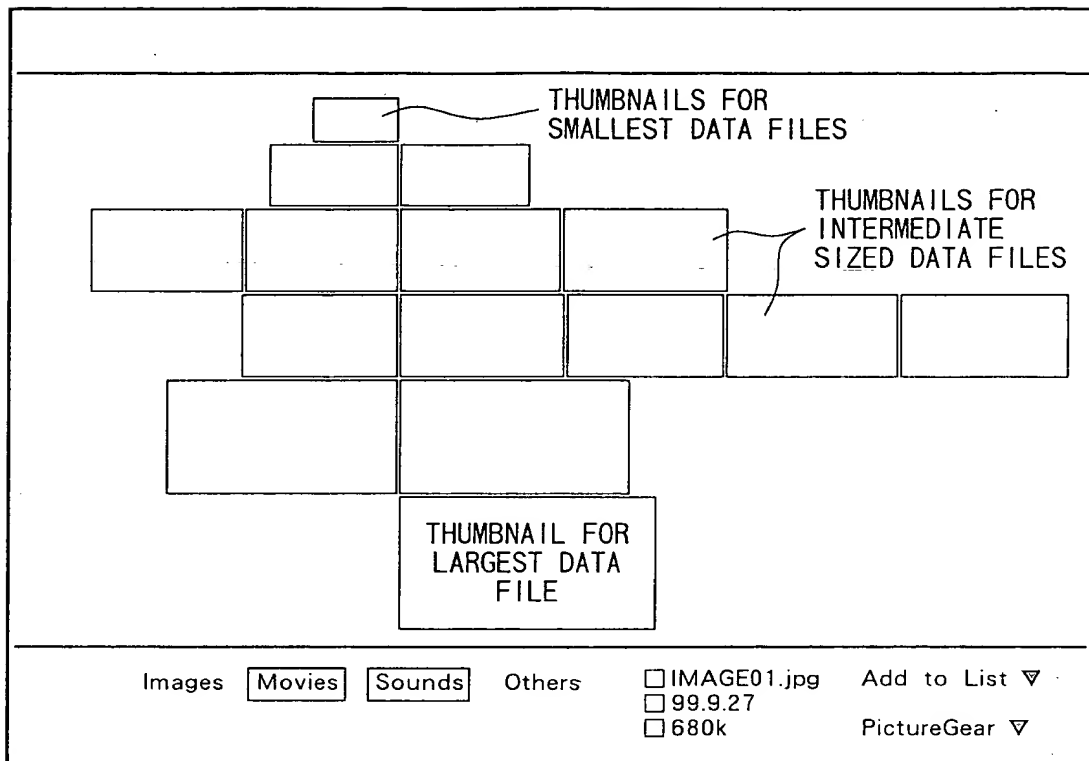 THUMBNAILS FOR
SMALLEST DATA FILES
THUMBNAILS FOR
INTERMEDIATE
SIZED DATA FILES
THUMBNAIL FOR
LARGEST DATA
FILE
Images Movies Sounds Others
IMAGE01.jpg Add to List
99.9.27
680k PictureGear